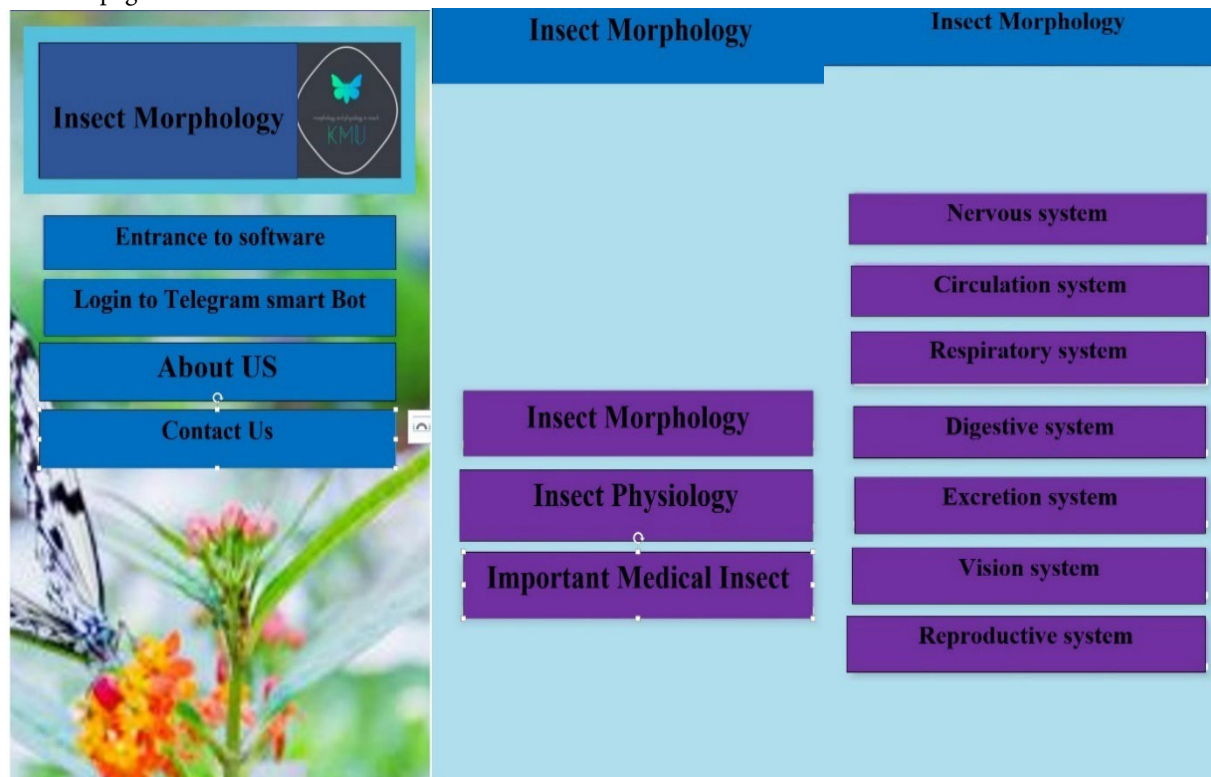 Insect Morphology
KMU
Entrance to software
Login to Telegram smart Bot
About US
Contact Us
Insect Morphology
Insect Morphology
Insect Physiology
Important Medical Insect
Insect Morphology
Nervous system
Circulation system
Respiratory system
Digestive system
Excretion system
Vision system
Reproductive system